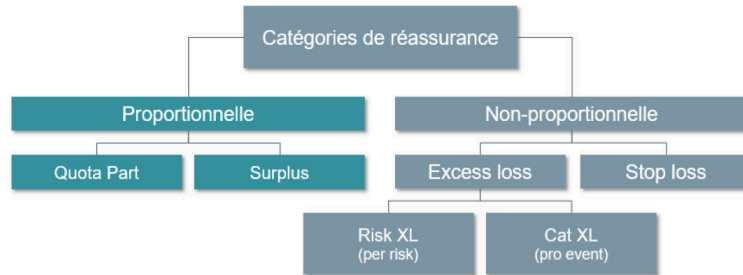 Catégories de réassurance
Proportionnelle
Non-proportionnelle
Quota Part
Surplus
Excess loss
Stop loss
Risk XL
(per risk)
Cat XL
(pro event)